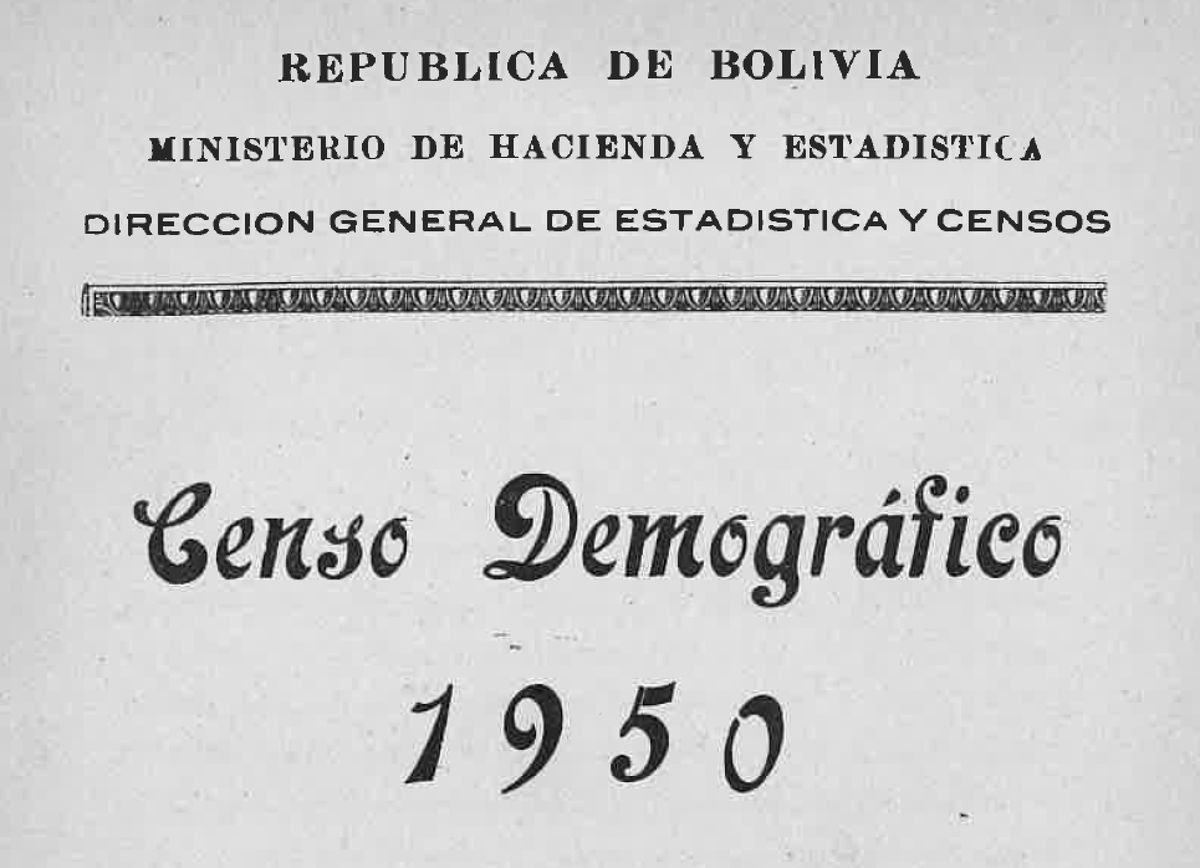 REPUBLICA DE BOLIVIA
MINISTERIO DE HACIENDA Y ESTADISTICA
DIRECCION GENERAL DE ESTADISTICA Y CENSOS
Censo Demográfico
1950